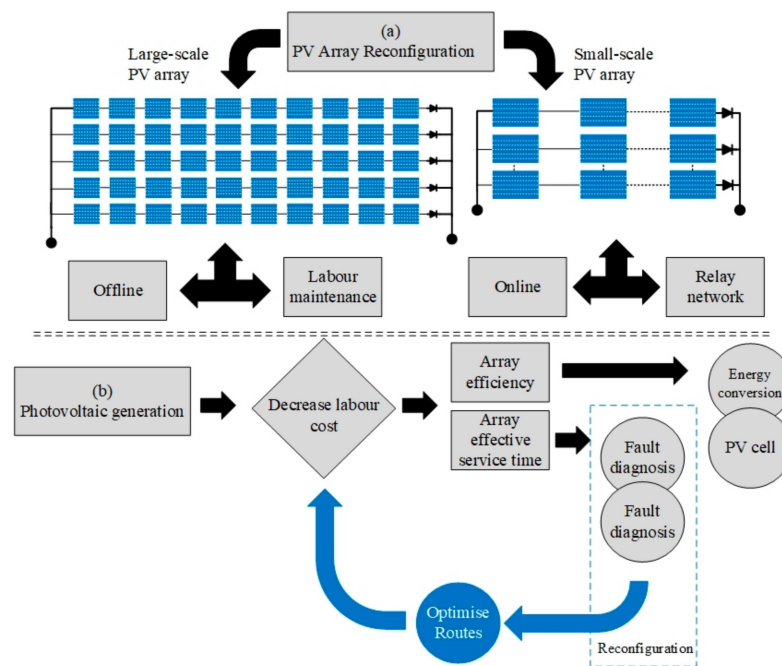 (a)
PV Array Reconfiguration
Large-scale
PV array
Small-scale
PV array
Offline
Labour
maintenance
Online
Relay
network
(b)
Photovoltaic generation
Decrease labour
cost
Array
efficiency
Array
effective
service time
Energy
conversion
PV cell
Fault
diagnosis
Fault
diagnosis
Optimise
Routes
Reconfiguration